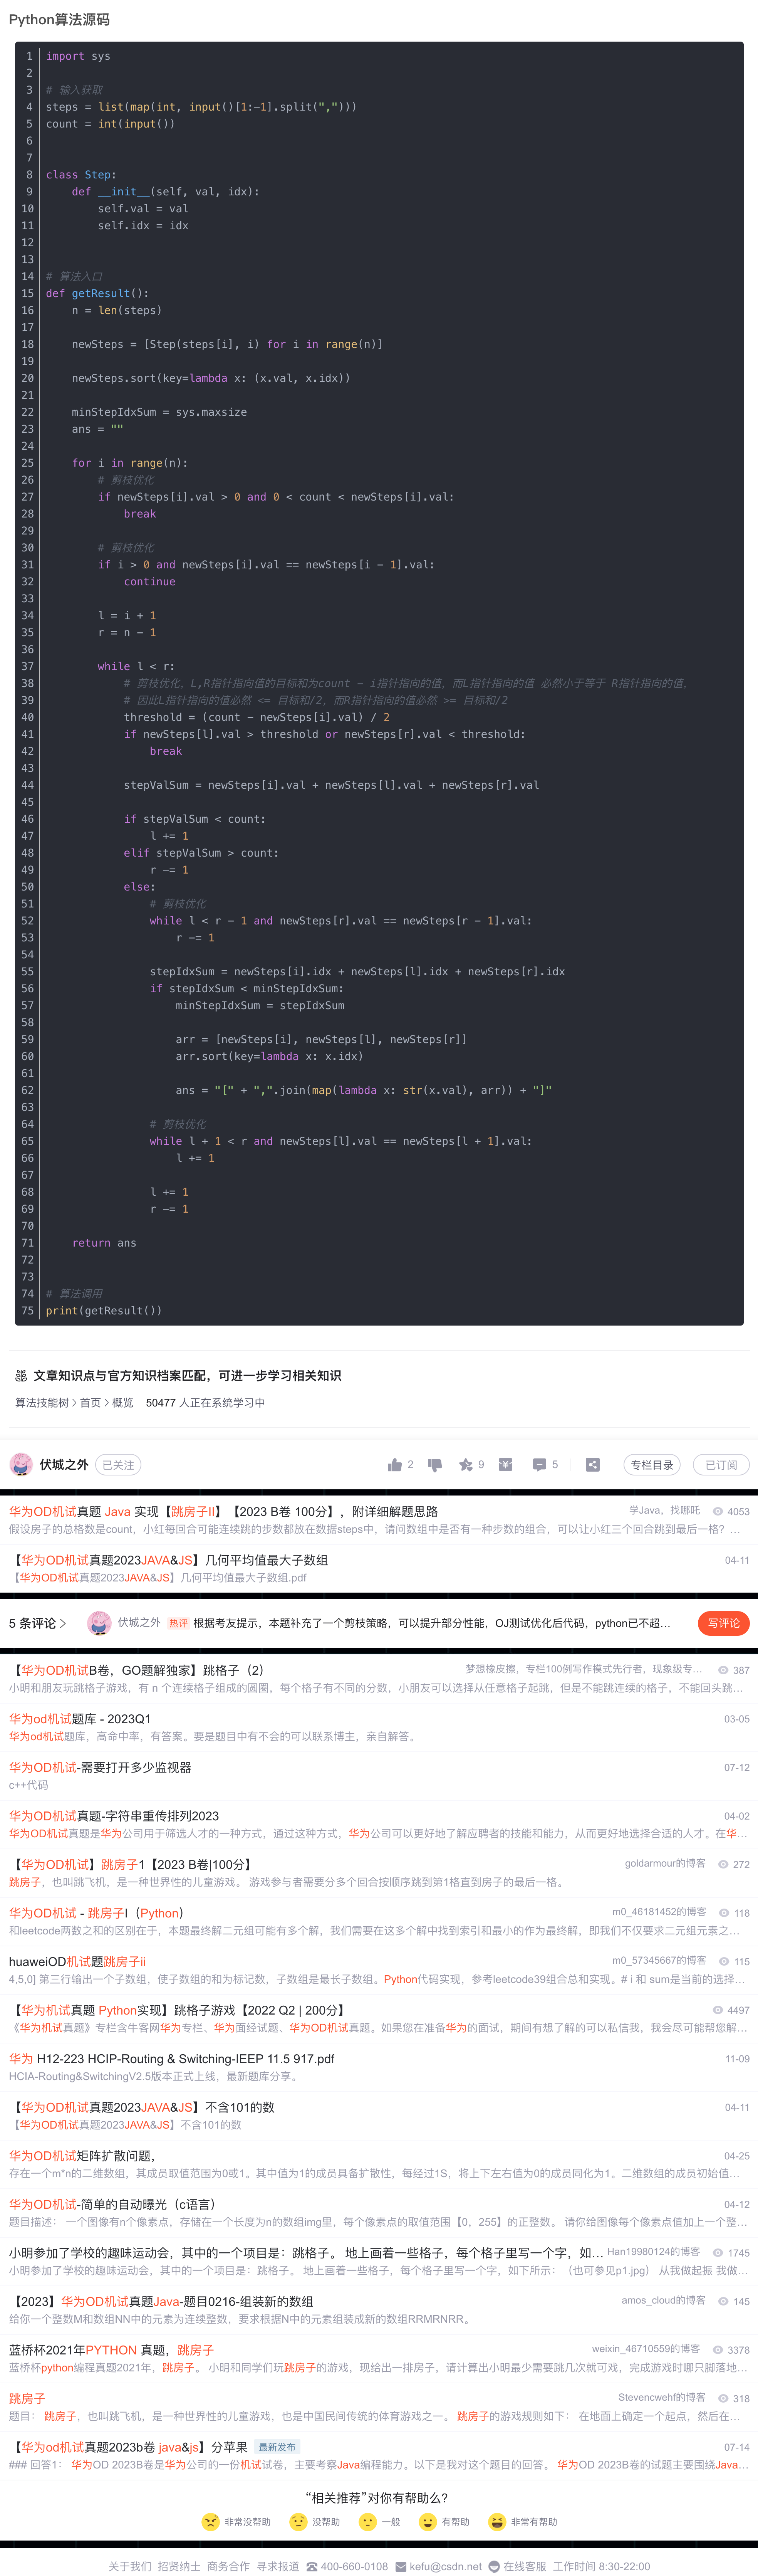 Python算法源码
1 import sys
2
3 # 输入获取
4 steps = list(map(int, input()[1:-1].split(",")))
5 count = int(input())
6
7
8 class Step:
9     def __init__(self, val, idx):
10         self.val = val
11         self.idx = idx
12
13
14 # 算法入口
15 def getResult():
16     n = len(steps)
17
18     newSteps = [Step(steps[i], i) for i in range(n)]
19
20     newSteps.sort(key=lambda x: (x.val, x.idx))
21
22     minStepIdxSum = sys.maxsize
23     ans = ""
24
25     for i in range(n):
26         # 剪枝优化
27         if newSteps[i].val > 0 and 0 < count < newSteps[i].val:
28             break
29
30         # 剪枝优化
31         if i > 0 and newSteps[i].val == newSteps[i - 1].val:
32             continue
33
34         l = i + 1
35         r = n - 1
36
37         while l < r:
38             # 剪枝优化，L,R指针指向值的目标和为count - i指针指向的值，而L指针指向的值 必然小于等于 R指针指向的值，
39             # 因此L指针指向的值必然 <= 目标和/2，而R指针指向的值必然 >= 目标和/2
40             threshold = (count - newSteps[i].val) / 2
41             if newSteps[l].val > threshold or newSteps[r].val < threshold:
42                 break
43
44             stepValSum = newSteps[i].val + newSteps[l].val + newSteps[r].val
45
46             if stepValSum < count:
47                 l += 1
48             elif stepValSum > count:
49                 r -= 1
50             else:
51                 # 剪枝优化
52                 while l < r - 1 and newSteps[r].val == newSteps[r - 1].val:
53                     r -= 1
54
55                 stepIdxSum = newSteps[i].idx + newSteps[l].idx + newSteps[r].idx
56                 if stepIdxSum < minStepIdxSum:
57                     minStepIdxSum = stepIdxSum
58
59                     arr = [newSteps[i], newSteps[l], newSteps[r]]
60                     arr.sort(key=lambda x: x.idx)
61
62                     ans = "[" + ",".join(map(lambda x: str(x.val), arr)) + "]"
63
64                 # 剪枝优化
65                 while l + 1 < r and newSteps[l].val == newSteps[l + 1].val:
66                     l += 1
67
68                 l += 1
69                 r -= 1
70
71     return ans
72
73
74 # 算法调用
75 print(getResult())
文章知识点与官方知识档案匹配，可进一步学习相关知识
算法技能树 > 首页 > 概览 50477 人正在系统学习中
伏城之外 已关注 2 9 5 专栏目录 已订阅
华为OD机试真题 Java 实现【跳房子II】【2023 B卷 100分】，附详细解题思路 学Java，找哪吒 4053
假设房子的总格数是count，小红每回合可能连续跳的步数都放在数据steps中，请问数组中是否有一种步数的组合，可以让小红三个回合跳到最后一格？…
【华为OD机试真题2023JAVA&JS】几何平均值最大子数组 04-11
【华为OD机试真题2023JAVA&JS】几何平均值最大子数组.pdf
5 条评论 > 伏城之外 热评 根据考友提示，本题补充了一个剪枝策略，可以提升部分性能，OJ测试优化后代码，python已不超… 写评论
【华为OD机试B卷，GO题解独家】跳格子（2） 梦想橡皮擦，专栏100例写作模式先行者，现象级专… 387
小明和朋友玩跳格子游戏，有 n 个连续格子组成的圆圈，每个格子有不同的分数，小朋友可以选择从任意格子起跳，但是不能跳连续的格子，不能回头跳…
华为od机试题库 - 2023Q1 03-05
华为od机试题库，高命中率，有答案。要是题目中有不会的可以联系博主，亲自解答。
华为OD机试-需要打开多少监视器 07-12
c++代码
华为OD机试真题-字符串重传排列2023 04-02
华为OD机试真题是华为公司用于筛选人才的一种方式，通过这种方式，华为公司可以更好地了解应聘者的技能和能力，从而更好地选择合适的人才。在华…
【华为OD机试】跳房子1【2023 B卷|100分】 goldarmour的博客 272
跳房子，也叫跳飞机，是一种世界性的儿童游戏。 游戏参与者需要分多个回合按顺序跳到第1格直到房子的最后一格。
华为OD机试 - 跳房子I（Python） m0_46181452的博客 118
和leetcode两数之和的区别在于，本题最终解二元组可能有多个解，我们需要在这多个解中找到索引和最小的作为最终解，即我们不仅要求二元组元素之…
huaweiOD机试题跳房子ii m0_57345667的博客 115
4,5,0] 第三行输出一个子数组，使子数组的和为标记数，子数组是最长子数组。Python代码实现，参考leetcode39组合总和实现。# i 和 sum是当前的选择…
【华为机试真题 Python实现】跳格子游戏【2022 Q2 | 200分】 4497
《华为机试真题》专栏含牛客网华为专栏、华为面经试题、华为OD机试真题。如果您在准备华为的面试，期间有想了解的可以私信我，我会尽可能帮您解…
华为 H12-223 HCIP-Routing & Switching-IEEP 11.5 917.pdf 11-09
HCIA-Routing&SwitchingV2.5版本正式上线，最新题库分享。
【华为OD机试真题2023JAVA&JS】不含101的数 04-11
【华为OD机试真题2023JAVA&JS】不含101的数
华为OD机试矩阵扩散问题， 04-25
存在一个m*n的二维数组，其成员取值范围为0或1。其中值为1的成员具备扩散性，每经过1S，将上下左右值为0的成员同化为1。二维数组的成员初始值…
华为OD机试-简单的自动曝光（c语言） 04-12
题目描述： 一个图像有n个像素点，存储在一个长度为n的数组img里，每个像素点的取值范围【0，255】的正整数。 请你给图像每个像素点值加上一个整…
小明参加了学校的趣味运动会，其中的一个项目是：跳格子。 地上画着一些格子，每个格子里写一个字，如… Han19980124的博客 1745
小明参加了学校的趣味运动会，其中的一个项目是：跳格子。 地上画着一些格子，每个格子里写一个字，如下所示：（也可参见p1.jpg） 从我做起振 我做…
【2023】华为OD机试真题Java-题目0216-组装新的数组 amos_cloud的博客 145
给你一个整数M和数组NN中的元素为连续整数，要求根据N中的元素组装成新的数组RRMRNRR。
蓝桥杯2021年PYTHON 真题，跳房子 weixin_46710559的博客 3378
蓝桥杯python编程真题2021年，跳房子。 小明和同学们玩跳房子的游戏，现给出一排房子，请计算出小明最少需要跳几次就可戏，完成游戏时哪只脚落地…
跳房子 Stevencwehf的博客 318
题目： 跳房子，也叫跳飞机，是一种世界性的儿童游戏，也是中国民间传统的体育游戏之一。 跳房子的游戏规则如下： 在地面上确定一个起点，然后在…
【华为od机试真题2023b卷 java&js】分苹果 最新发布 07-14
### 回答1： 华为OD 2023B卷是华为公司的一份机试试卷，主要考察Java编程能力。以下是我对这个题目的回答。 华为OD 2023B卷的试题主要围绕Java…
“相关推荐”对你有帮助么？
非常没帮助 没帮助 一般 有帮助 非常有帮助
关于我们 招贤纳士 商务合作 寻求报道 400-660-0108 kefu@csdn.net 在线客服 工作时间 8:30-22:00